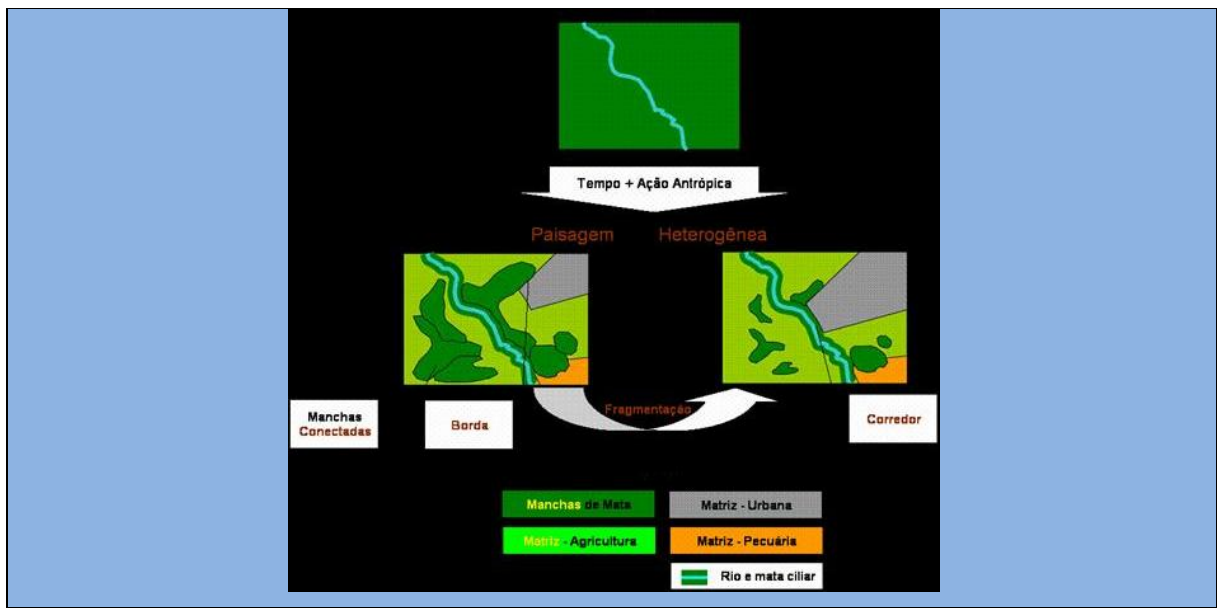 Tempo + Ação Antrópica
Paisagem Heterogênea
Fragmentação
Manchas
Conectadas
Borda
Corredor
Manchas de Mata
Matriz - Urbana
Matriz - Agricultura
Matriz - Pecuária
Rio e mata ciliar